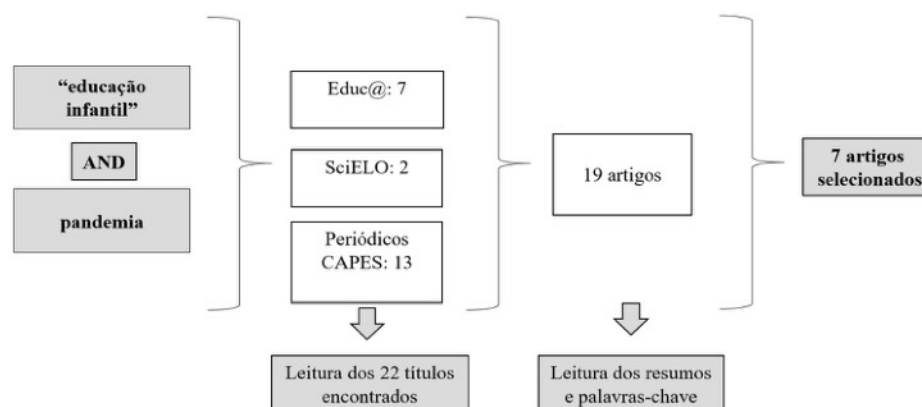 “educação
infantil”
AND
pandemia
Educ@: 7
SciELO: 2
Periódicos
CAPES: 13
Leitura dos 22 títulos
encontrados
19 artigos
Leitura dos resumos
e palavras-chave
7 artigos
selecionados